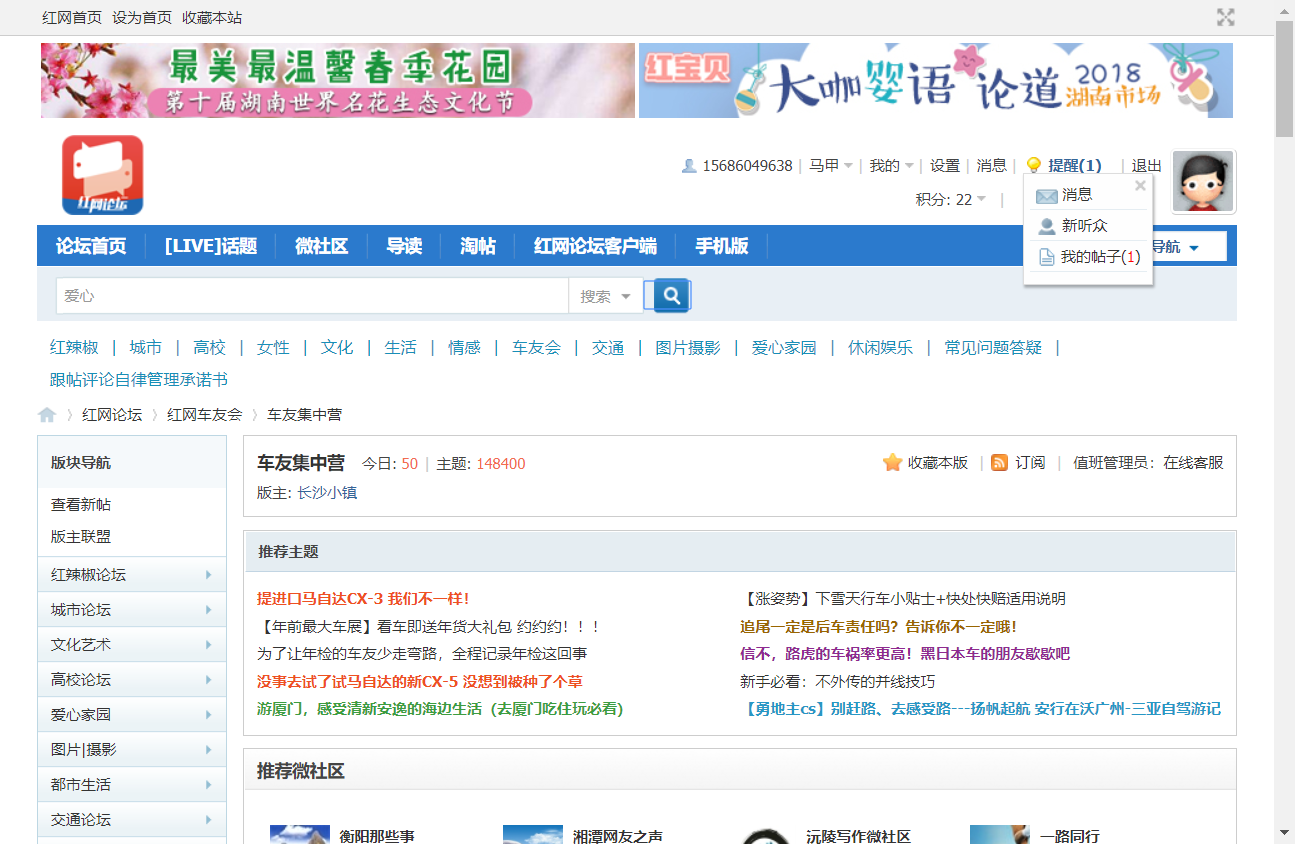 红网首页 设为首页 收藏本站
最美最温馨春季花园
第十届湖南世界名花生态文化节
红宝贝
大咖婴语论道 2018 湖南市场
红网论坛
15686049638 | 马甲 | 我的 | 设置 | 消息 | 提醒(1) | 退出
积分: 22 |
消息
新听众
我的帖子(1)
论坛首页 [LIVE]话题 微社区 导读 淘帖 红网论坛客户端 手机版 导航
爱心 搜索
红辣椒 | 城市 | 高校 | 女性 | 文化 | 生活 | 情感 | 车友会 | 交通 | 图片摄影 | 爱心家园 | 休闲娱乐 | 常见问题答疑 |
跟帖评论自律管理承诺书
红网论坛 › 红网车友会 › 车友集中营
版块导航
查看新帖
版主联盟
红辣椒论坛
城市论坛
文化艺术
高校论坛
爱心家园
图片|摄影
都市生活
交通论坛
车友集中营 今日: 50 | 主题: 148400
收藏本版 | 订阅 | 值班管理员：在线客服
版主: 长沙小镇
推荐主题
提进口马自达CX-3 我们不一样！
【涨姿势】下雪天行车小贴士+快处快赔适用说明
【年前最大车展】看车即送年货大礼包 约约约！！！
追尾一定是后车责任吗？告诉你不一定哦！
为了让年检的车友少走弯路，全程记录年检这回事
信不，路虎的车祸率更高！黑日本车的朋友歇歇吧
没事去试了试马自达的新CX-5 没想到被种了个草
新手必看：不外传的并线技巧
游厦门，感受清新安逸的海边生活（去厦门吃住玩必看）
【勇地主cs】别赶路、去感受路---扬帆起航 安行在沃广州-三亚自驾游记
推荐微社区
衡阳那些事
湘潭网友之声
沅陵写作微社区
一路同行